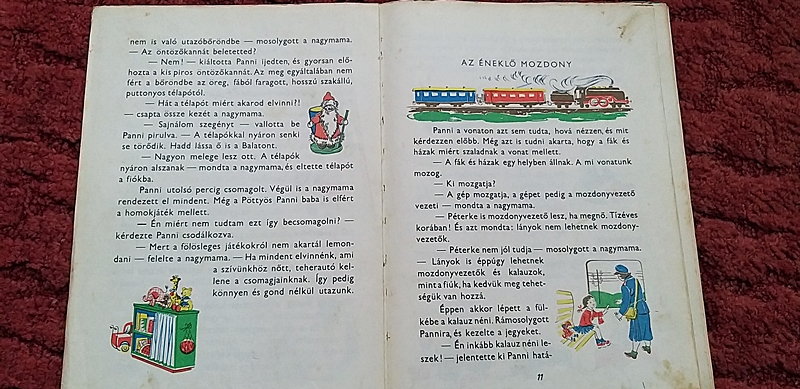 nem is való utazóbőröndbe — mosolygott a nagymama.
— Az öntözőkannát beletetted?
— Nem! — kiáltotta Panni ijedten, és gyorsan elő-
hozta a kis piros öntözőkannát. Az meg egyáltalában nem
fért a bőröndbe az öreg, fából faragott, hosszú szakállú,
puttonyos télapótól.
— Hát a télapót miért akarod elvinni?!
— csapta össze kezét a nagymama.
— Sajnálom szegényt — vallotta be
Panni pirulva. — A télapókkal nyáron senki
se törődik. Hadd lássa ő is a Balatont.
— Nagyon melege lesz ott. A télapók
nyáron alszanak — mondta a nagymama, és eltette télapót
a fiókba.
Panni utolsó percig csomagolt. Végül is a nagymama
rendezett el mindent. Még a Pöttyös Panni baba is elfért
a homokjáték mellett.
— Én miért nem tudtam ezt így becsomagolni? —
kérdezte Panni csodálkozva.
— Mert a fölösleges játékokról nem akartál lemon-
dani — felelte a nagymama. — Ha mindent elvinnénk, ami
a szívünkhöz nőtt, teherautó kel-
lene a csomagjainknak. Így pedig
könnyen és gond nélkül utazunk.
AZ ÉNEKLŐ MOZDONY
Panni a vonaton azt sem tudta, hová nézzen, és mit
kérdezzen előbb. Még azt is tudni akarta, hogy a fák és
házak miért szaladnak a vonat mellett.
— A fák és házak egy helyben állnak. A mi vonatunk
mozog.
— Ki mozgatja?
— A gép mozgatja, a gépet pedig a mozdonyvezető
vezeti — mondta a nagymama.
— Péterke is mozdonyvezető lesz, ha megnő. Tízéves
korában! És azt mondta: lányok nem lehetnek mozdony-
vezetők.
— Péterke nem jól tudja — mosolygott a nagymama.
— Lányok is éppúgy lehetnek
mozdonyvezetők és kalauzok,
mint a fiúk, ha kedvük meg tehet-
ségük van hozzá.
Éppen akkor lépett a fül-
kébe a kalauz néni. Rámosolygott
Pannira, és kezelte a jegyeket.
— Én inkább kalauz néni le-
szek! — jelentette ki Panni hatá-
11